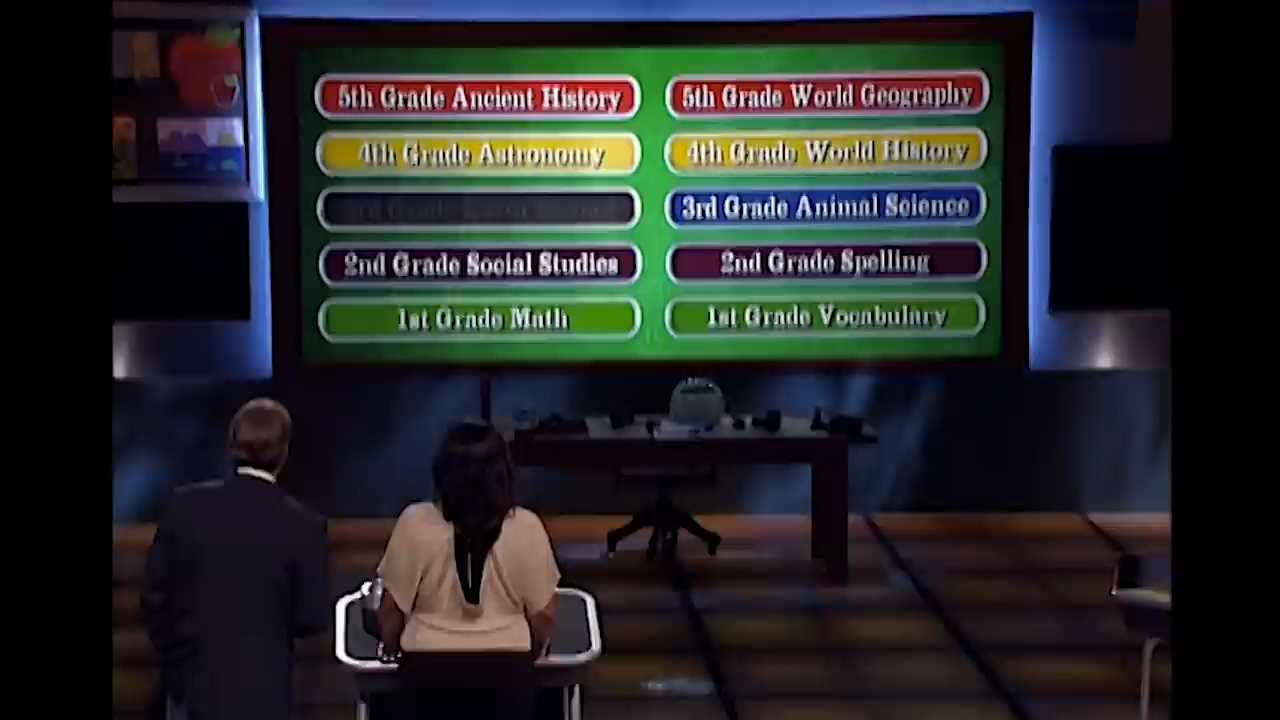 5th Grade Ancient History
5th Grade World Geography
4th Grade Astronomy
4th Grade World History
3rd Grade Animal Science
2nd Grade Social Studies
2nd Grade Spelling
1st Grade Math
1st Grade Vocabulary